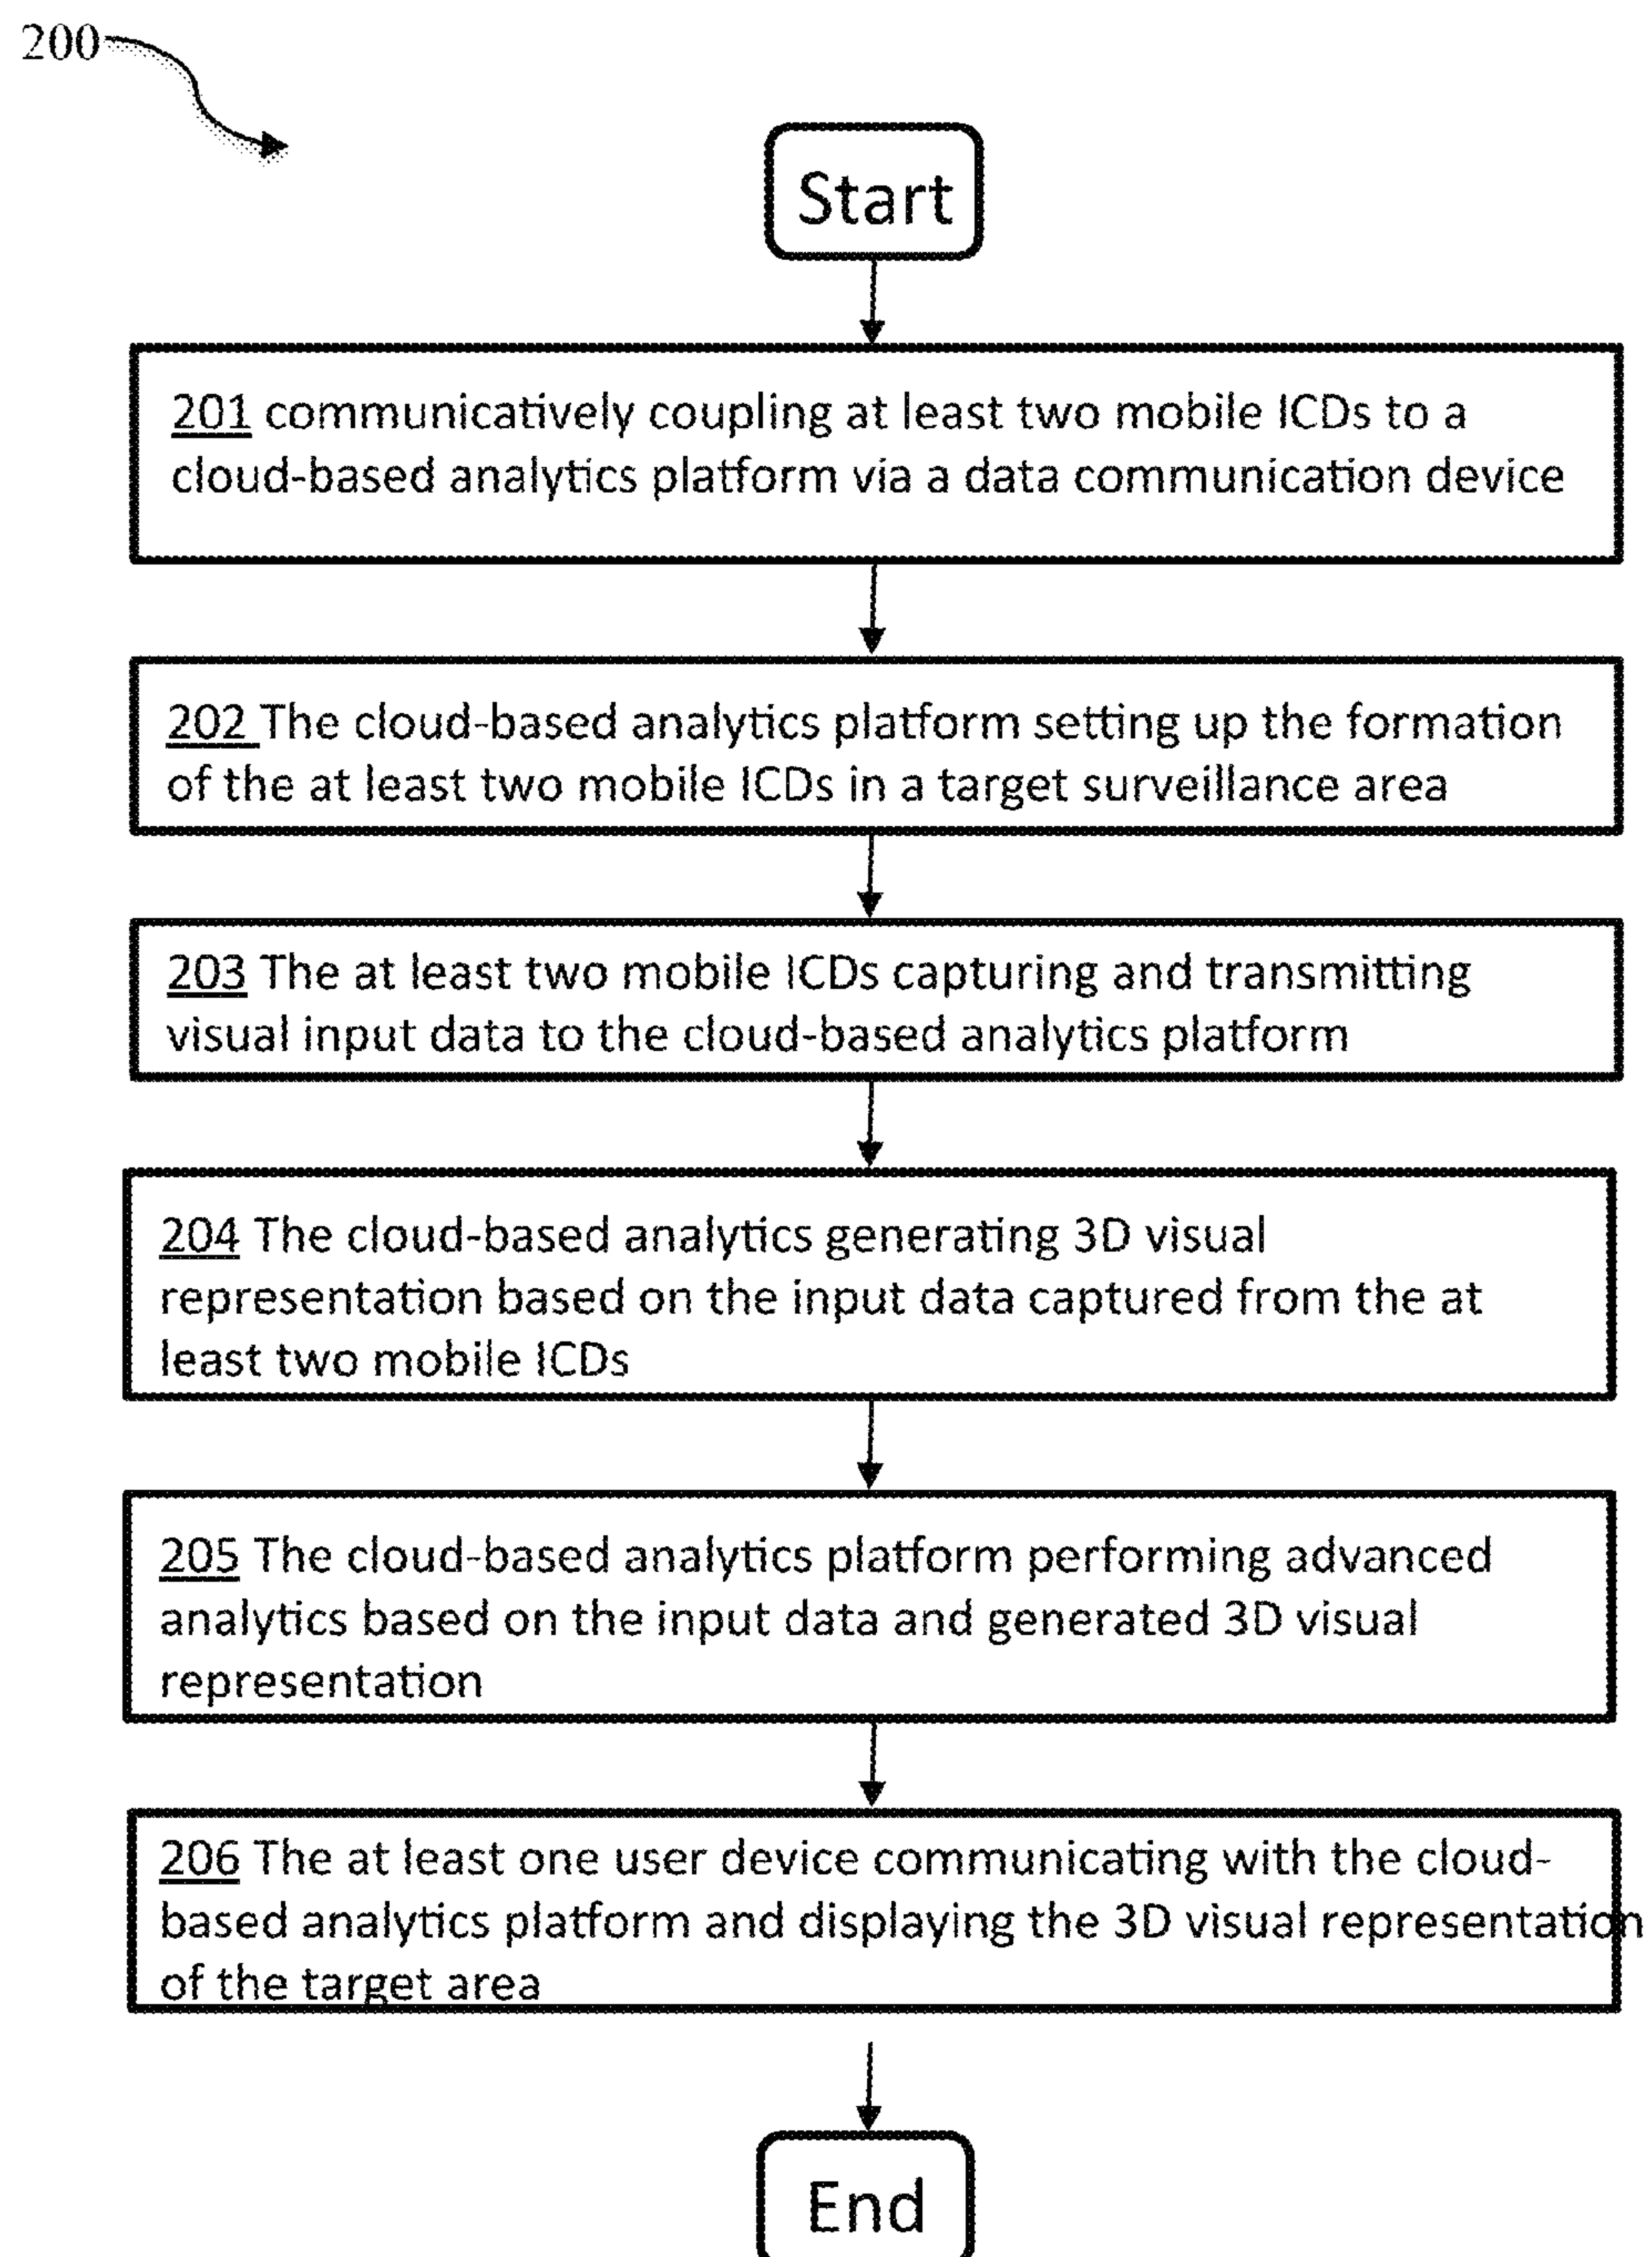 200
Start
201 communicatively coupling at least two mobile ICDs to a
cloud-based analytics platform via a data communication device
202 The cloud-based analytics platform setting up the formation
of the at least two mobile ICDs in a target surveillance area
203 The at least two mobile ICDs capturing and transmitting
visual input data to the cloud-based analytics platform
204 The cloud-based analytics generating 3D visual
representation based on the input data captured from the at
least two mobile ICDs
205 The cloud-based analytics platform performing advanced
analytics based on the input data and generated 3D visual
representation
206 The at least one user device communicating with the cloud-
based analytics platform and displaying the 3D visual representation
of the target area
End